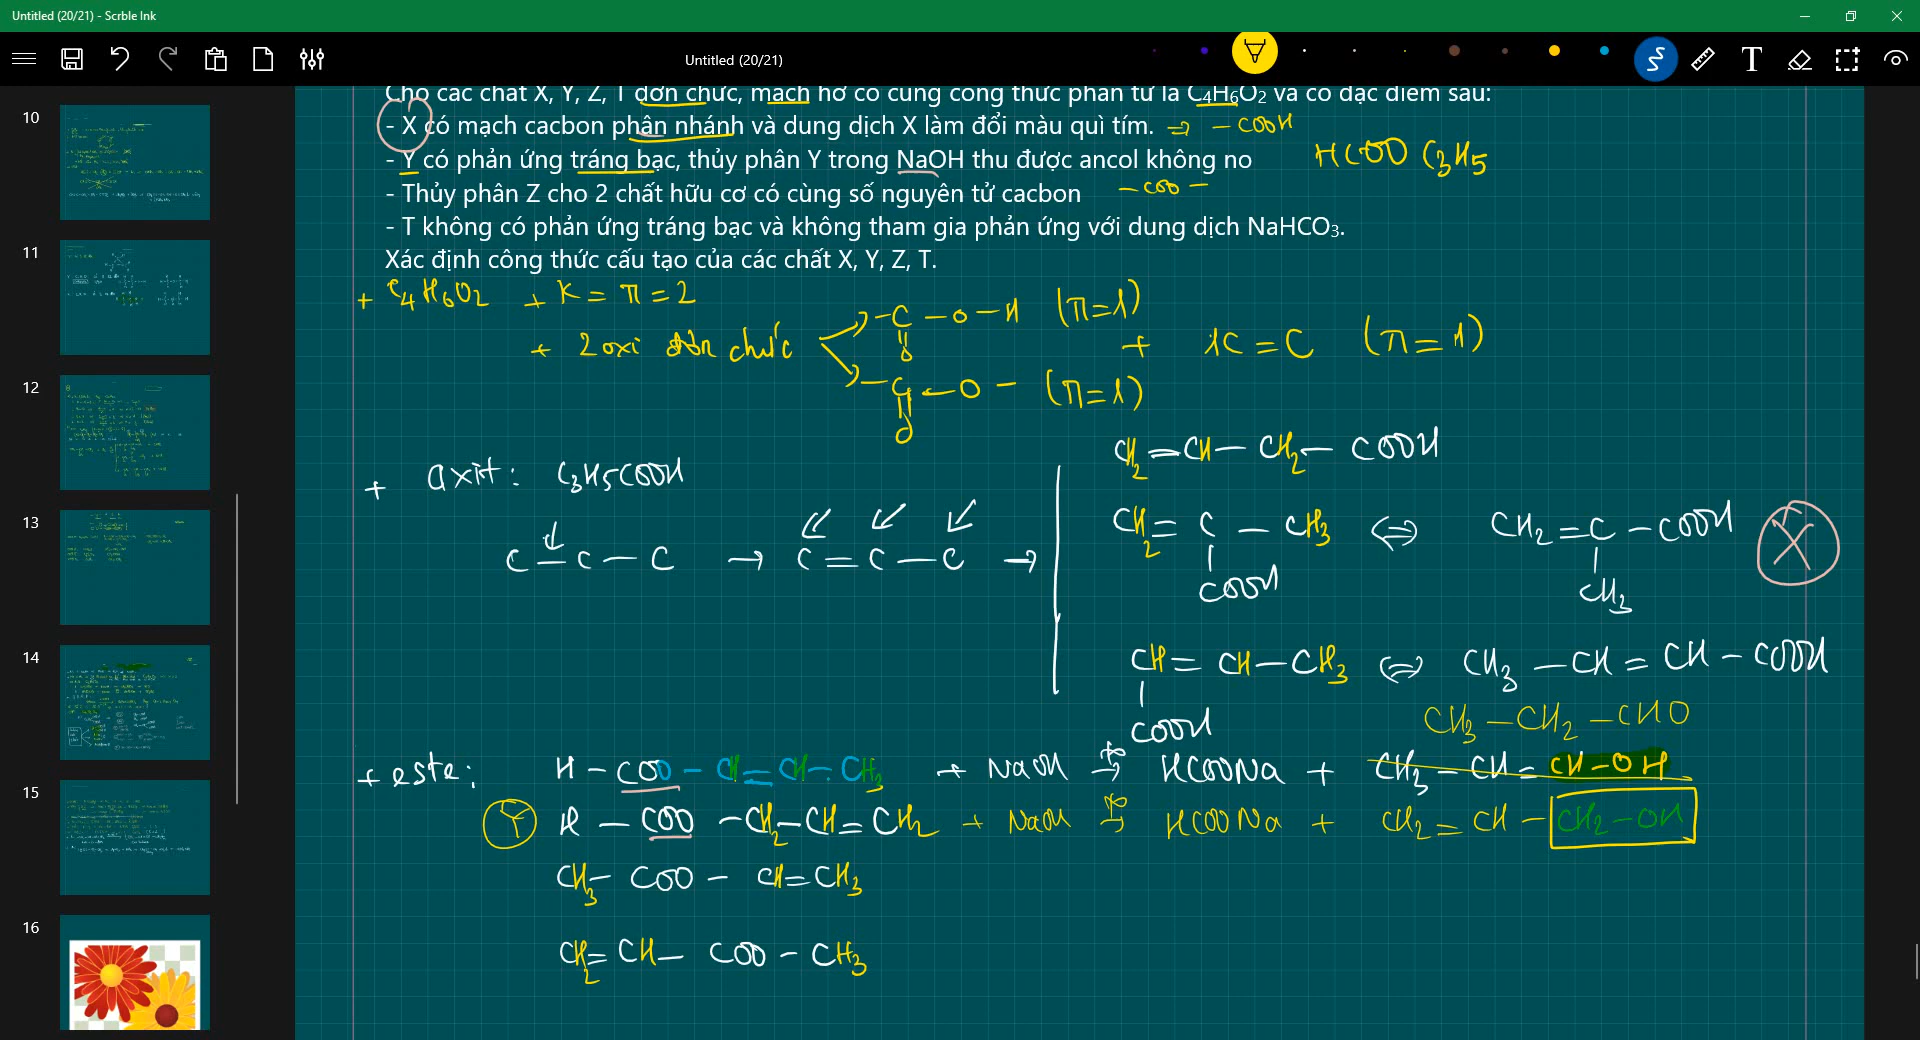 Untitled (20/21) - Scrble Ink
Untitled (20/21)
10
11
12
13
14
15
16
Cho các chất X, Y, Z, T đơn chức, mạch hở có cùng công thức phân tử là C₄H₆O₂ và có đặc điểm sau:
- X có mạch cacbon phân nhánh và dung dịch X làm đổi màu quì tím. ⇒ -COOH
- Y có phản ứng tráng bạc, thủy phân Y trong NaOH thu được ancol không no HCOO C₃H₅
- Thủy phân Z cho 2 chất hữu cơ có cùng số nguyên tử cacbon -COO-
- T không có phản ứng tráng bạc và không tham gia phản ứng với dung dịch NaHCO₃.
Xác định công thức cấu tạo của các chất X, Y, Z, T.
+ C₄H₆O₂ + K = π = 2
+ 2 oxi đơn chức
-C-O-H (π=1)
O
-C-O- (π=1)
O
+ 1C=C (π=1)
+ axit: C₃H₅COOH
C-C-C → C=C-C →
CH₂=CH-CH₂-COOH
CH₂=C-CH₃ ⇔ CH₂=C-COOH X
COOH CH₃
CH=CH-CH₃ ⇔ CH₃-CH=CH-COOH
COOH
CH₃-CH₂-CHO
+ este: H-COO-CH=CH-CH₃ + NaOH → HCOONa + CH₃-CH=CH-OH
Y H-COO-CH₂-CH=CH₂ + NaOH → HCOONa + CH₂=CH-CH₂-OH
CH₃-COO-CH=CH₃
CH₂=CH-COO-CH₃